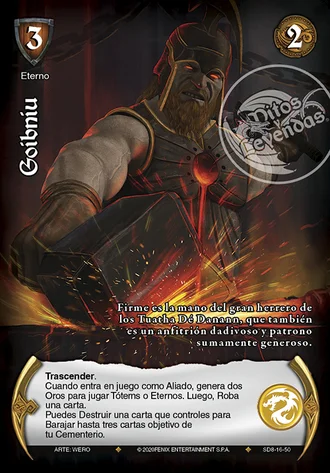 3
2
Eterno
Goibniu
Mitos y Leyendas
Firme es la mano del gran herrero de
los Tuatha Dé Danann, que también
es un anfitrión dadivoso y patrono
sumamente generoso.
Trascender.
Cuando entra en juego como Aliado, genera dos
Oros para jugar Tótems o Eternos. Luego, Roba
una carta.
Puedes Destruir una carta que controles para
Barajar hasta tres cartas objetivo de
tu Cementerio.
ARTE: WERO
©2020FENIX ENTERTAINMENT S.P.A.
SD8-16-50